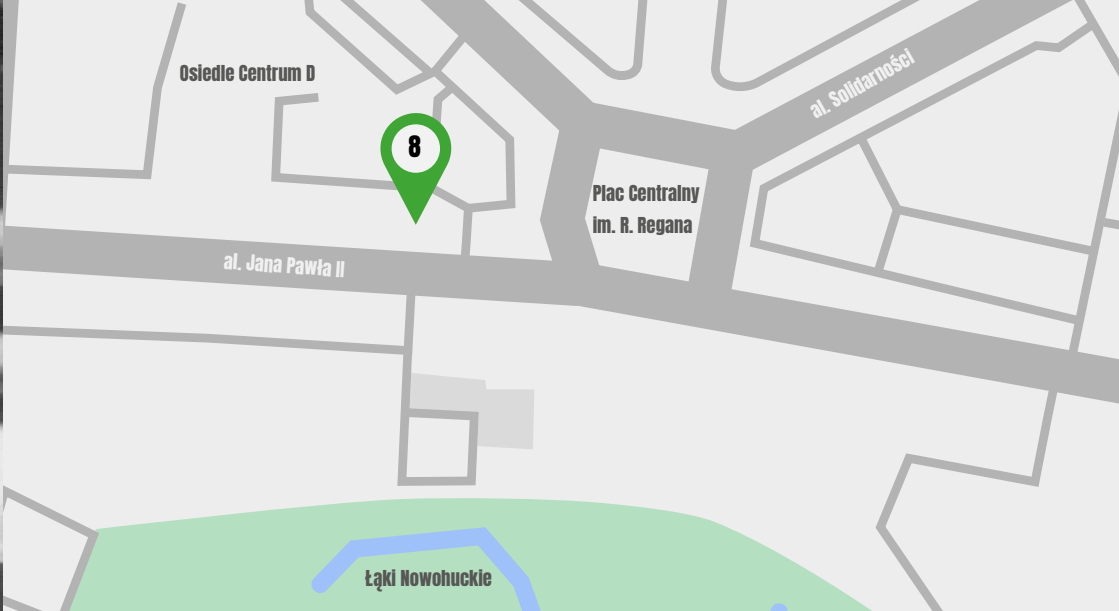 Osiedle Centrum D
al. Solidarności
8
Plac Centralny
im. R. Regana
al. Jana Pawła II
Łąki Nowohuckie